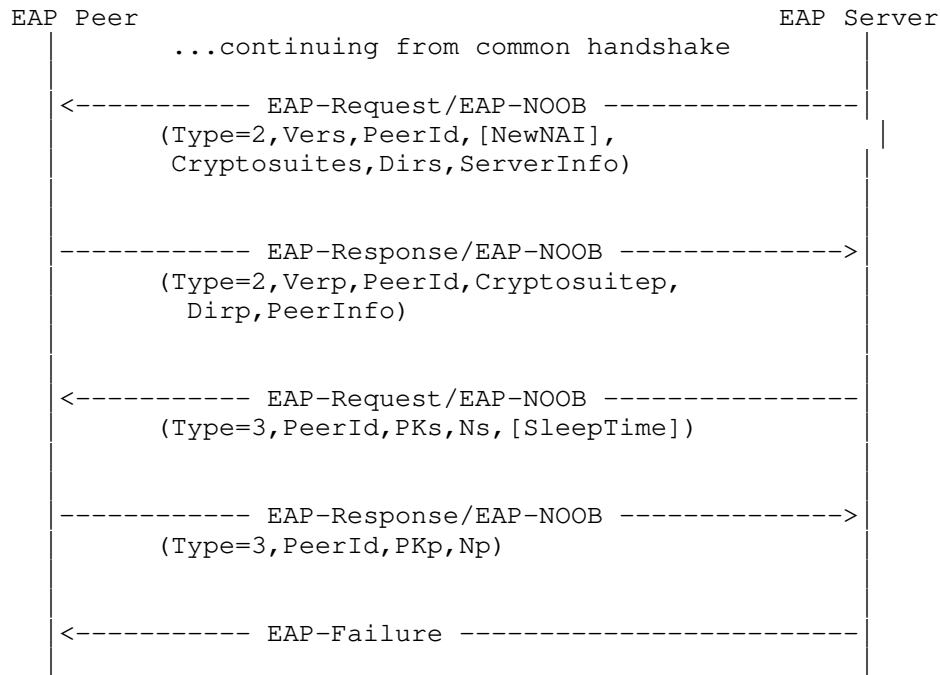 EAP Peer EAP Server
...continuing from common handshake
<----------- EAP-Request/EAP-NOOB ----------------|
(Type=2,Vers,PeerId,[NewNAI],
Cryptosuites,Dirs,ServerInfo)
------------ EAP-Response/EAP-NOOB -------------->
(Type=2,Verp,PeerId,Cryptosuitep,
Dirp,PeerInfo)
<----------- EAP-Request/EAP-NOOB ----------------
(Type=3,PeerId,PKs,Ns,[SleepTime])
------------ EAP-Response/EAP-NOOB -------------->
(Type=3,PeerId,PKp,Np)
<----------- EAP-Failure -------------------------